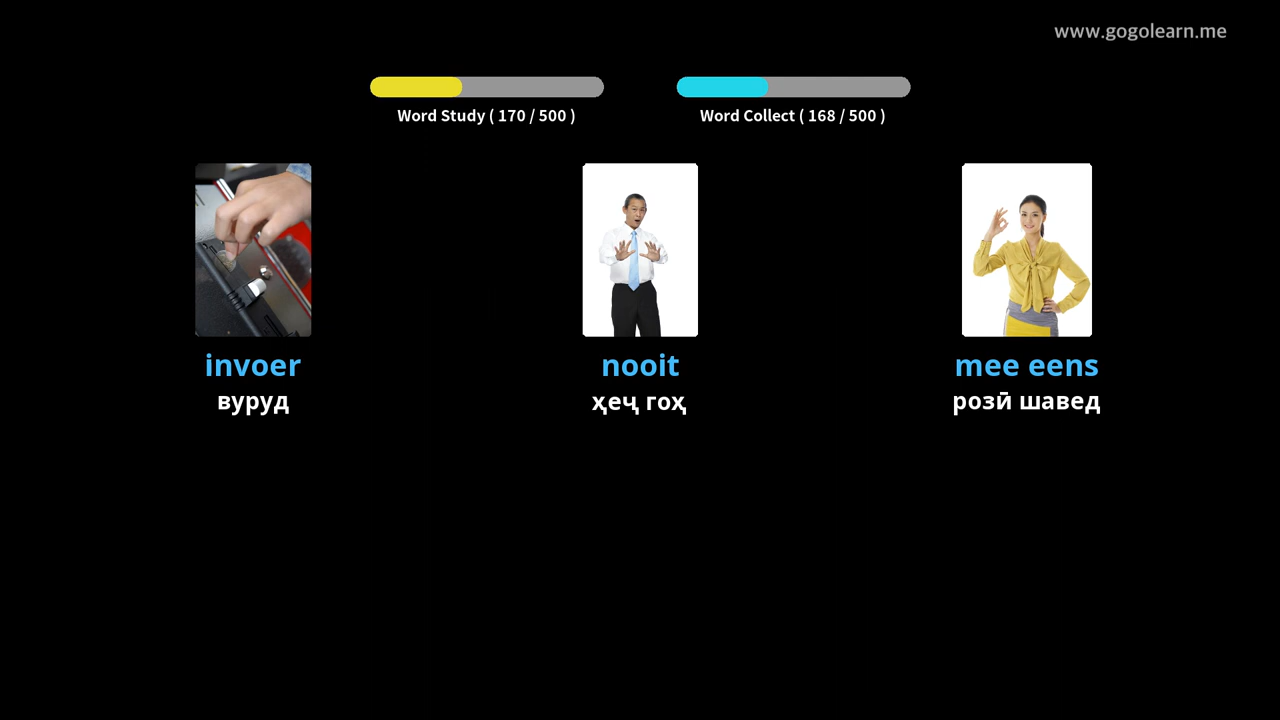 www.gogolearn.me
Word Study ( 170 / 500 )
Word Collect ( 168 / 500 )
invoer
nooit
mee eens
вуруд
ҳеҷ гоҳ
розӣ шавед